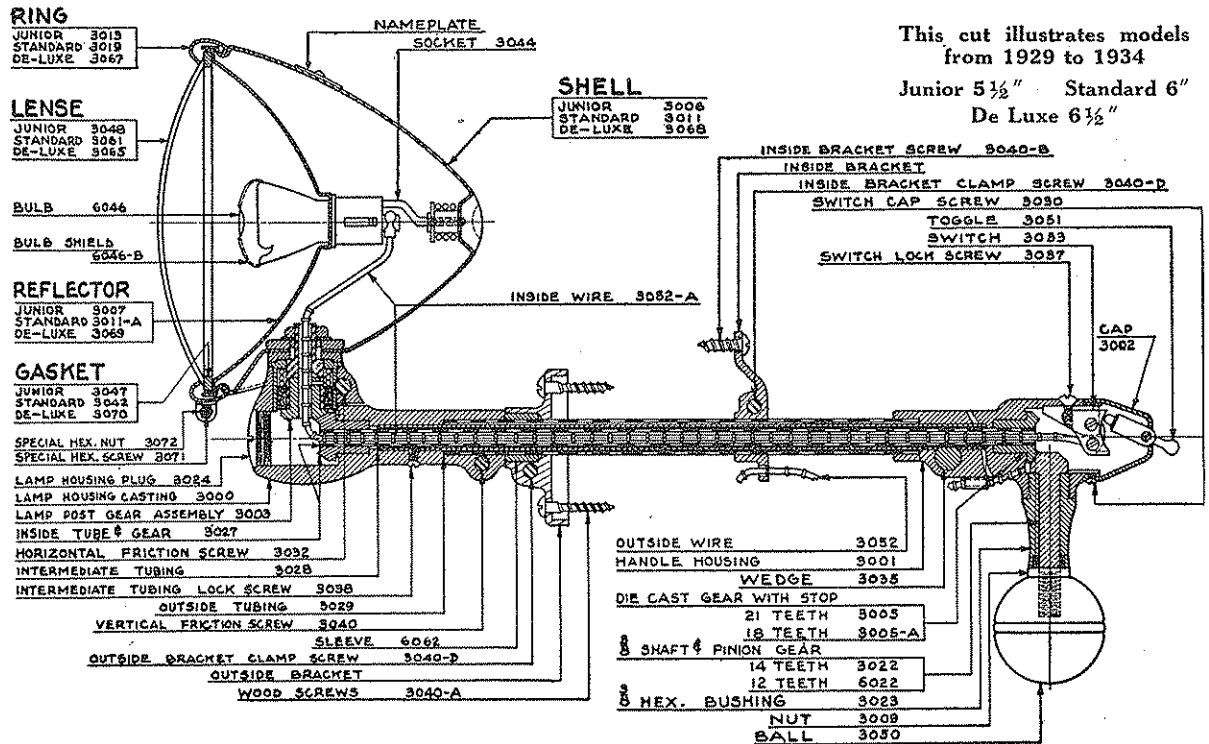 RING
JUNIOR 3013
STANDARD 3019
DE-LUXE 3067
LENSE
JUNIOR 3048
STANDARD 3061
DE-LUXE 3065
BULB 6046
BULB SHIELD
6046-B
REFLECTOR
JUNIOR 3007
STANDARD 3011-A
DE-LUXE 3069
GASKET
JUNIOR 3047
STANDARD 3042
DE-LUXE 3070
SPECIAL HEX. NUT 3072
SPECIAL HEX. SCREW 3071
LAMP HOUSING PLUG 3024
LAMP HOUSING CASTING 3000
LAMP POST GEAR ASSEMBLY 3003
INSIDE TUBE & GEAR 3027
HORIZONTAL FRICTION SCREW 3032
INTERMEDIATE TUBING 3028
INTERMEDIATE TUBING LOCK SCREW 3038
OUTSIDE TUBING 3029
VERTICAL FRICTION SCREW 3040
SLEEVE 6062
OUTSIDE BRACKET CLAMP SCREW 3040-D
OUTSIDE BRACKET
WOOD SCREWS 3040-A
NAMEPLATE
SOCKET 3044
SHELL
JUNIOR 3006
STANDARD 3011
DE-LUXE 3068
INSIDE WIRE 3052-A
This cut illustrates models
from 1929 to 1934
Junior 5½" Standard 6"
De Luxe 6½"
INSIDE BRACKET SCREW 3040-B
INSIDE BRACKET
INSIDE BRACKET CLAMP SCREW 3040-D
SWITCH CAP SCREW 3030
TOGGLE 3051
SWITCH 3033
SWITCH LOCK SCREW 3037
CAP
3002
OUTSIDE WIRE 3052
HANDLE HOUSING 3001
WEDGE 3035
DIE CAST GEAR WITH STOP
21 TEETH 3005
18 TEETH 3005-A
3/8 SHAFT & PINION GEAR
14 TEETH 3022
12 TEETH 6022
3/8 HEX. BUSHING 3023
NUT 3009
BALL 3050